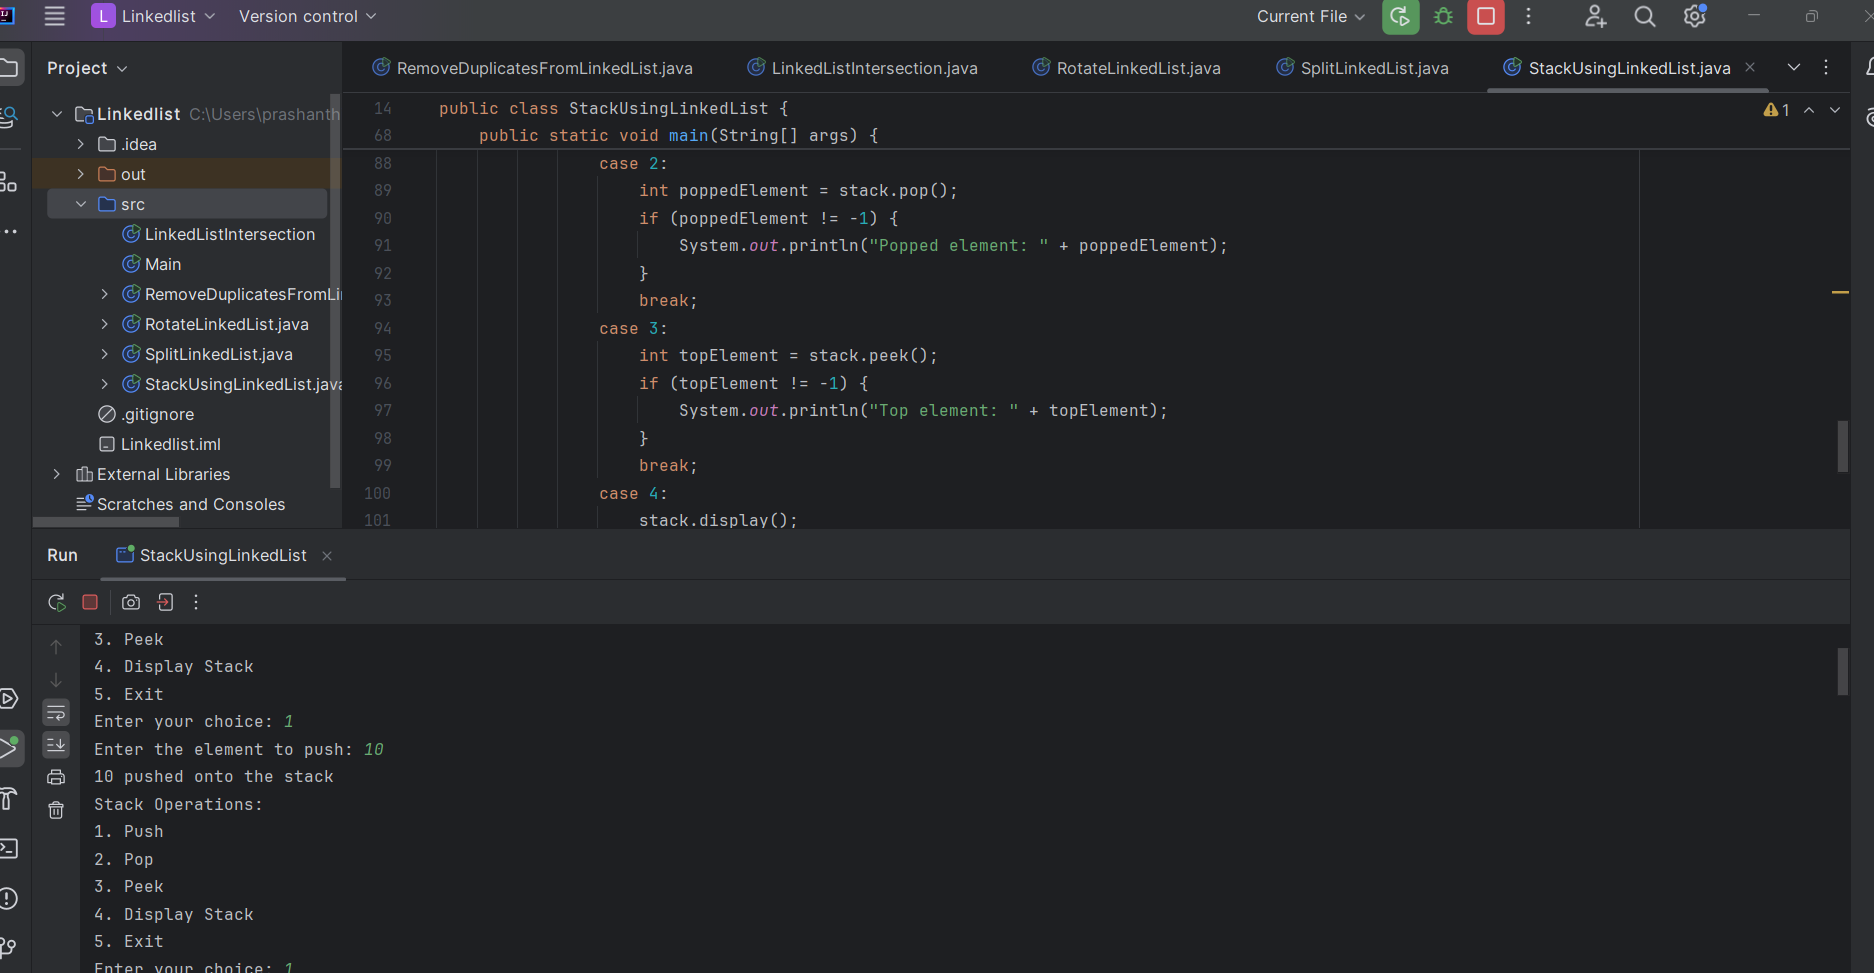 L Linkedlist Version control Current File
Project
RemoveDuplicatesFromLinkedList.java LinkedListIntersection.java RotateLinkedList.java SplitLinkedList.java StackUsingLinkedList.java
Linkedlist C:\Users\prashanth
.idea
out
src
LinkedListIntersection
Main
RemoveDuplicatesFromLi
RotateLinkedList.java
SplitLinkedList.java
StackUsingLinkedList.java
.gitignore
Linkedlist.iml
External Libraries
Scratches and Consoles
14 public class StackUsingLinkedList {
1
68 public static void main(String[] args) {
88 case 2:
89 int poppedElement = stack.pop();
90 if (poppedElement != -1) {
91 System.out.println("Popped element: " + poppedElement);
92 }
93 break;
94 case 3:
95 int topElement = stack.peek();
96 if (topElement != -1) {
97 System.out.println("Top element: " + topElement);
98 }
99 break;
100 case 4:
101 stack.display();
Run StackUsingLinkedList
3. Peek
4. Display Stack
5. Exit
Enter your choice: 1
Enter the element to push: 10
10 pushed onto the stack
Stack Operations:
1. Push
2. Pop
3. Peek
4. Display Stack
5. Exit
Enter your choice: 1